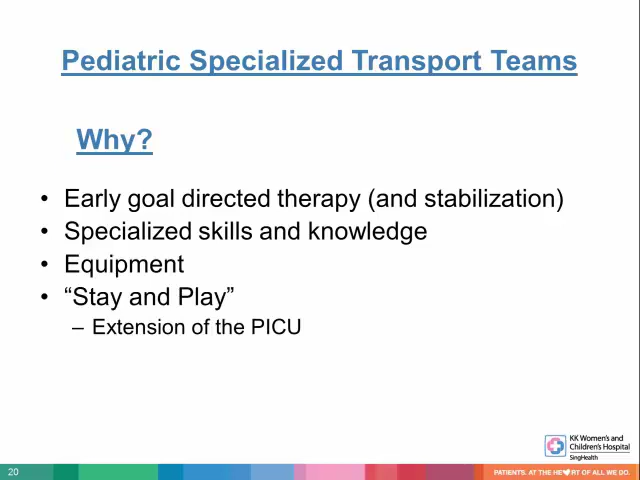 Pediatric Specialized Transport Teams
Why?
• Early goal directed therapy (and stabilization)
• Specialized skills and knowledge
• Equipment
• “Stay and Play”
– Extension of the PICU
KK Women's and
Children's Hospital
SingHealth
20
PATIENTS. AT THE HE♥RT OF ALL WE DO.